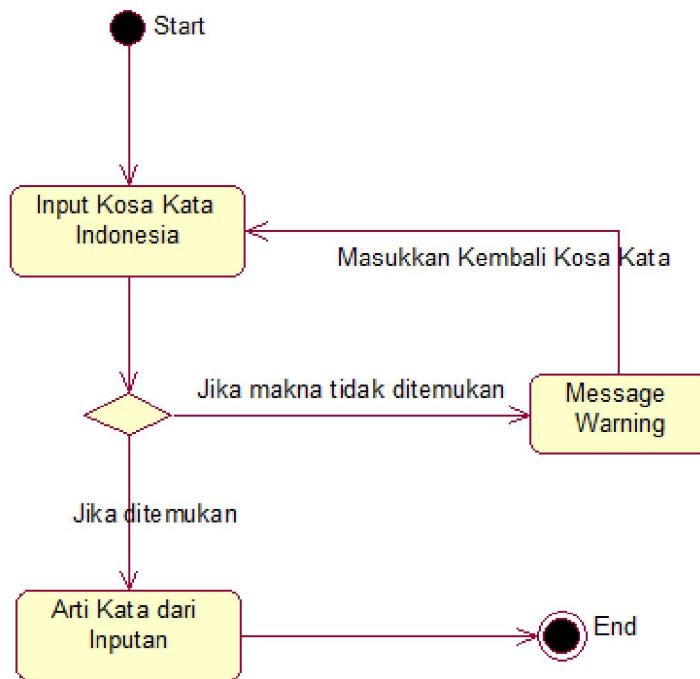 Start
Input Kosa Kata
Indonesia
Masukkan Kembali Kosa Kata
Jika makna tidak ditemukan
Message
Warning
Jika ditemukan
Arti Kata dari
Inputan
End